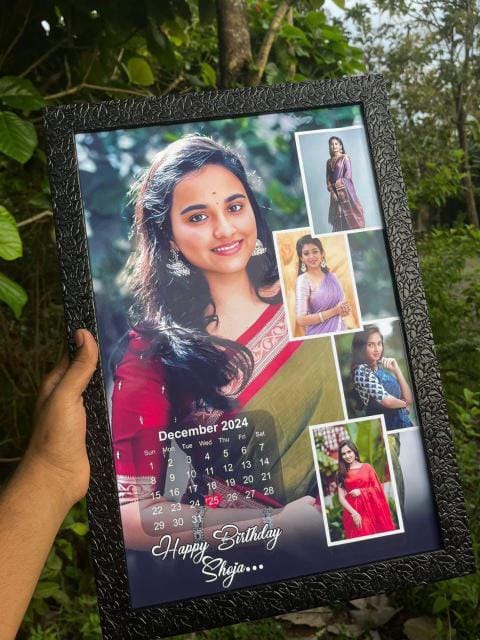 December 2024
Sun Mon Tue Wed Thu Fri Sat
1 2 3 4 5 6 7
8 9 10 11 12 13 14
15 16 17 18 19 20 21
22 23 24 25 26 27 28
29 30 31
Happy Birthday
Shoja...